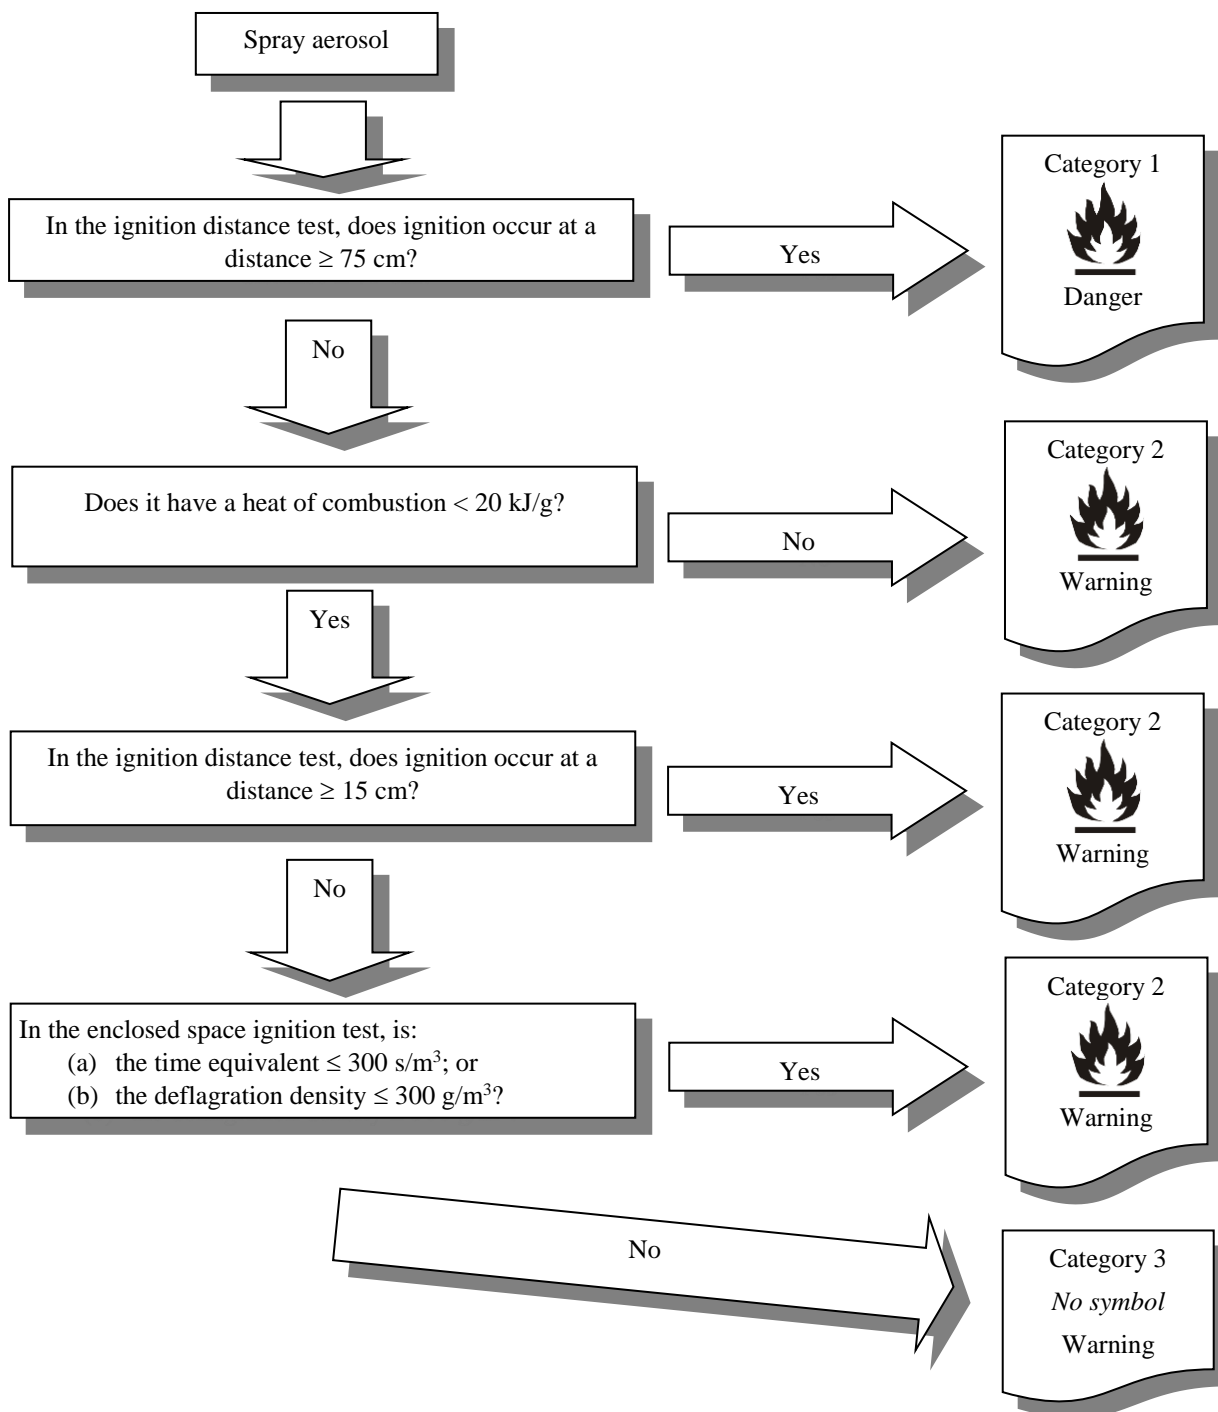 Spray aerosol
Category 1
Danger
In the ignition distance test, does ignition occur at a
distance ≥ 75 cm?
Yes
No
Category 2
Warning
Does it have a heat of combustion < 20 kJ/g?
No
Yes
Category 2
Warning
In the ignition distance test, does ignition occur at a
distance ≥ 15 cm?
Yes
No
Category 2
Warning
In the enclosed space ignition test, is:
(a) the time equivalent ≤ 300 s/m³; or
(b) the deflagration density ≤ 300 g/m³?
Yes
No
Category 3
No symbol
Warning